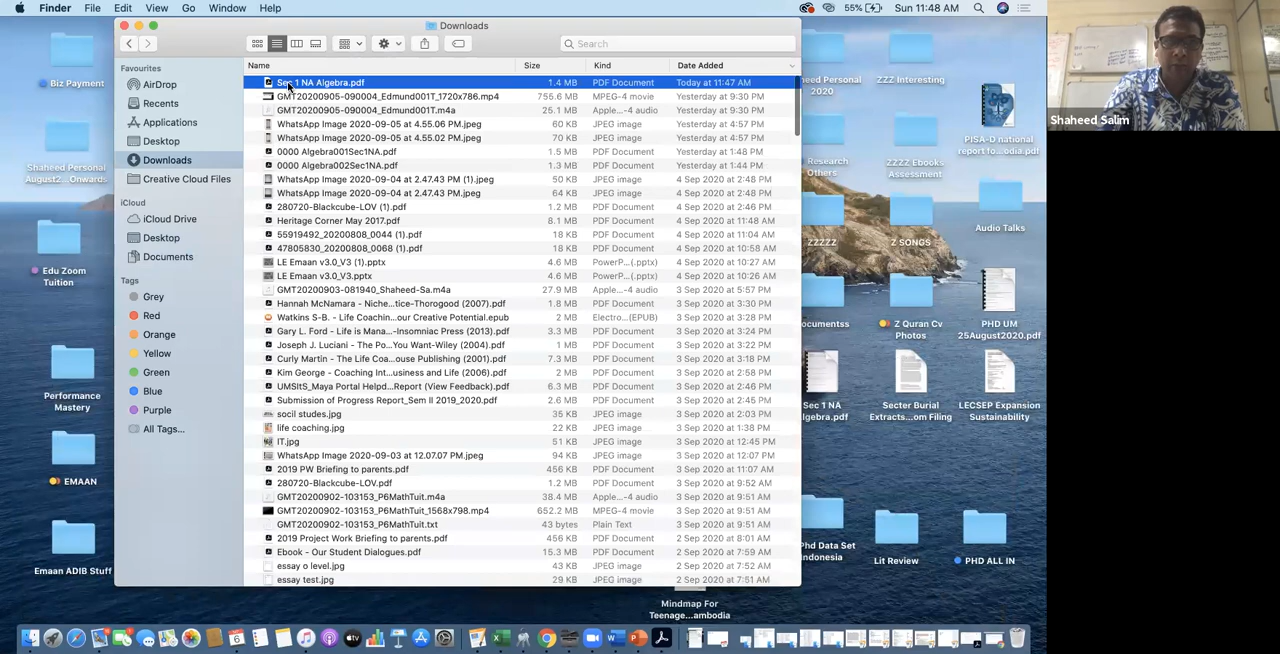 Finder File Edit View Go Window Help
55% Sun 11:48 AM
Downloads
Search
Favourites
AirDrop
Recents
Applications
Desktop
Downloads
Creative Cloud Files
iCloud
iCloud Drive
Desktop
Documents
Tags
Grey
Red
Orange
Yellow
Green
Blue
Purple
All Tags...
Name Size Kind Date Added
Sec 1 NA Algebra.pdf 1.4 MB PDF Document Today at 11:47 AM
GMT20200905-090004_Edmund001T_1720x786.mp4 755.6 MB MPEG-4 movie Yesterday at 9:30 PM
GMT20200905-090004_Edmund001T.m4a 25.1 MB Apple...-4 audio Yesterday at 9:30 PM
WhatsApp Image 2020-09-05 at 4.55.06 PM.jpeg 60 KB JPEG image Yesterday at 4:57 PM
WhatsApp Image 2020-09-05 at 4.55.02 PM.jpeg 70 KB JPEG image Yesterday at 4:57 PM
0000 Algebra001Sec1NA.pdf 1.5 MB PDF Document Yesterday at 1:48 PM
0000 Algebra002Sec1NA.pdf 1.3 MB PDF Document Yesterday at 1:44 PM
WhatsApp Image 2020-09-04 at 2.47.43 PM (1).jpeg 50 KB JPEG image 4 Sep 2020 at 2:48 PM
WhatsApp Image 2020-09-04 at 2.47.43 PM.jpeg 64 KB JPEG image 4 Sep 2020 at 2:48 PM
280720-Blackcube-LOV (1).pdf 1.2 MB PDF Document 4 Sep 2020 at 2:46 PM
Heritage Corner May 2017.pdf 8.1 MB PDF Document 4 Sep 2020 at 11:48 AM
55919492_20200808_0044 (1).pdf 18 KB PDF Document 4 Sep 2020 at 11:04 AM
47805830_20200808_0068 (1).pdf 18 KB PDF Document 4 Sep 2020 at 10:58 AM
LE Emaan v3.0_V3 (1).pptx 4.6 MB PowerP...(.pptx) 4 Sep 2020 at 10:27 AM
LE Emaan v3.0_V3.pptx 4.6 MB PowerP...(.pptx) 4 Sep 2020 at 10:26 AM
GMT20200903-081940_Shaheed-Sa.m4a 27.9 MB Apple...-4 audio 3 Sep 2020 at 5:57 PM
Hannah McNamara - Niche...tice-Thorogood (2007).pdf 1.8 MB PDF Document 3 Sep 2020 at 3:30 PM
Watkins S-B. - Life Coachin...our Creative Potential.epub 2 MB Electro...(EPUB) 3 Sep 2020 at 3:28 PM
Gary L. Ford - Life is Mana...-Insomniac Press (2013).pdf 3.3 MB PDF Document 3 Sep 2020 at 3:24 PM
Joseph J. Luciani - The Po...You Want-Wiley (2004).pdf 1 MB PDF Document 3 Sep 2020 at 3:22 PM
Curly Martin - The Life Coa...ouse Publishing (2001).pdf 7.3 MB PDF Document 3 Sep 2020 at 3:18 PM
Kim George - Coaching Int...usiness and Life (2006).pdf 2 MB PDF Document 3 Sep 2020 at 2:58 PM
UMSitS_Maya Portal Helpd...Report (View Feedback).pdf 6.3 MB PDF Document 3 Sep 2020 at 2:46 PM
Submission of Progress Report_Sem II 2019_2020.pdf 2.6 MB PDF Document 3 Sep 2020 at 2:45 PM
socil studes.jpg 35 KB JPEG image 3 Sep 2020 at 2:03 PM
life coaching.jpg 22 KB JPEG image 3 Sep 2020 at 1:38 PM
IT.jpg 51 KB JPEG image 3 Sep 2020 at 12:45 PM
WhatsApp Image 2020-09-03 at 12.07.07 PM.jpeg 94 KB JPEG image 3 Sep 2020 at 12:07 PM
2019 PW Briefing to parents.pdf 456 KB PDF Document 3 Sep 2020 at 11:07 AM
280720-Blackcube-LOV.pdf 1.2 MB PDF Document 3 Sep 2020 at 9:52 AM
GMT20200902-103153_P6MathTuit.m4a 38.4 MB Apple...-4 audio 3 Sep 2020 at 9:51 AM
GMT20200902-103153_P6MathTuit_1568x798.mp4 652.2 MB MPEG-4 movie 3 Sep 2020 at 9:51 AM
GMT20200902-103153_P6MathTuit.txt 43 bytes Plain Text 3 Sep 2020 at 9:51 AM
2019 Project Work Briefing to parents.pdf 456 KB PDF Document 2 Sep 2020 at 8:01 AM
Ebook - Our Student Dialogues.pdf 15.3 MB PDF Document 2 Sep 2020 at 7:59 AM
essay o level.jpg 43 KB JPEG image 2 Sep 2020 at 7:52 AM
essay test.jpg 29 KB JPEG image 2 Sep 2020 at 7:51 AM
Biz Payment
Shaheed Personal
August2...Onwards
Edu Zoom
Tuition
Performance
Mastery
EMAAN
Emaan ADIB Stuff
heed Personal
2020
ZZZ Interesting
PISA-D national
report fo...odia.pdf
Research
Others
ZZZZ Ebooks
Assessment
Audio Talks
ZZZZZ
Z SONGS
Documentss
Z Quran Cv
Photos
PHD UM
25August2020.pdf
Sec 1 NA
lgebra.pdf
Secter Burial
Extracts...om Filing
LECSEP Expansion
Sustainability
Phd Data Set
Indonesia
Lit Review
PHD ALL IN
Mindmap For
Teenage...ambodia
Shaheed Salim